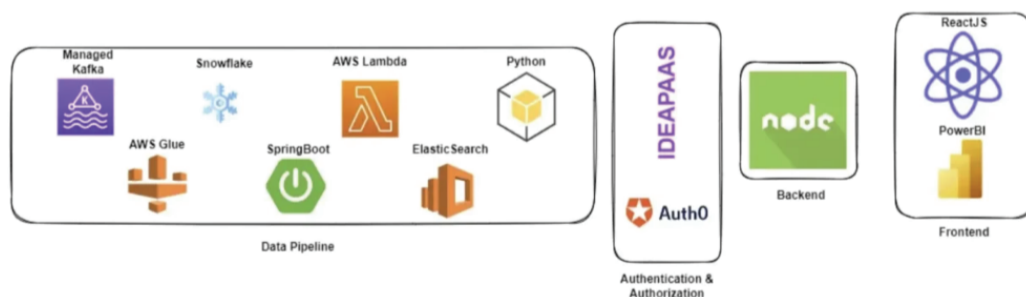 Managed
Kafka
Snowflake
AWS Lambda
Python
AWS Glue
SpringBoot
ElasticSearch
Data Pipeline
IDEAPAAS
Auth0
Authentication &
Authorization
node
Backend
ReactJS
PowerBI
Frontend